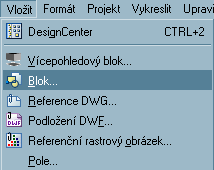 Vložit Formát Projekt Vykreslit Upravi
DesignCenter CTRL+2
Vícepohledový blok...
Blok...
Reference DWG...
Podložení DWF...
Referenční rastrový obrázek...
Pole...